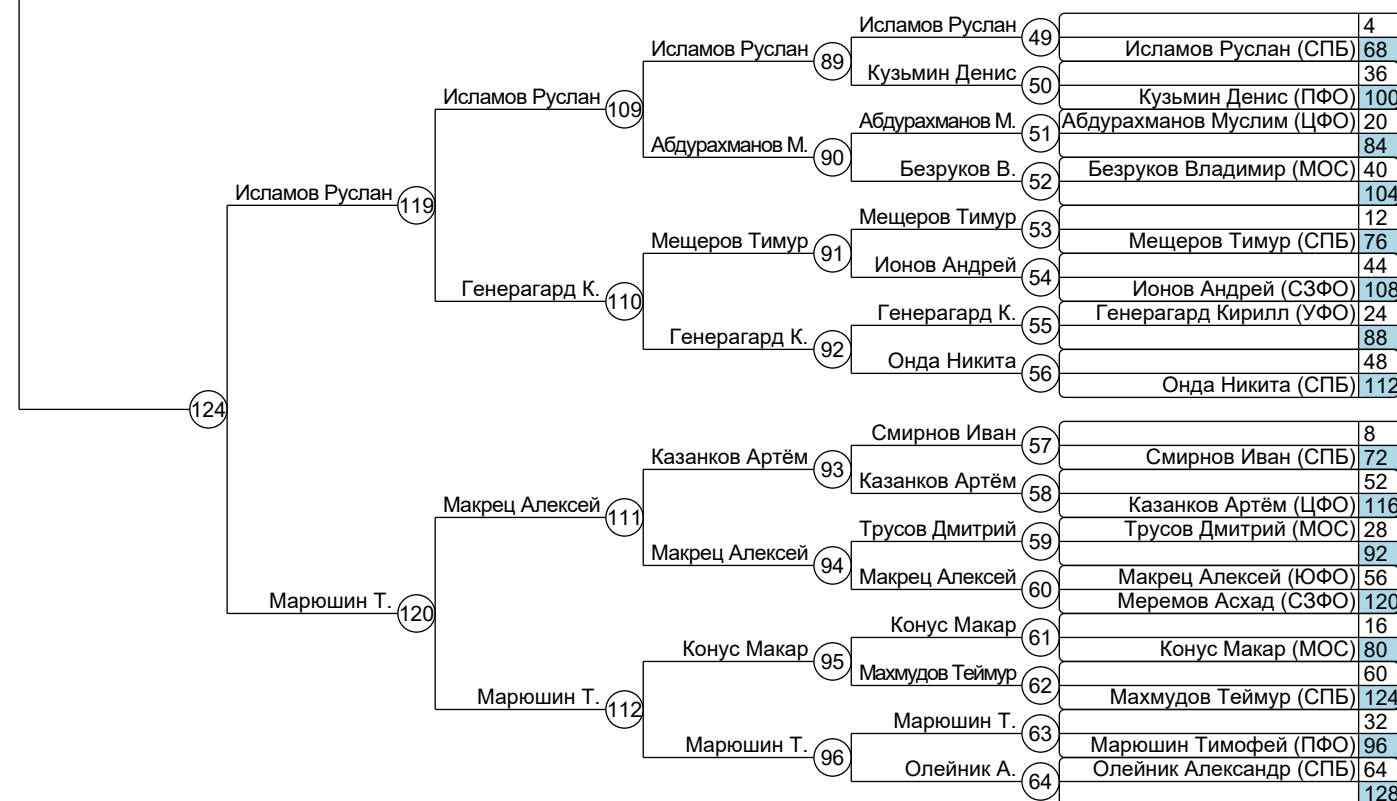 4
Исламов Руслан 49 Исламов Руслан (СПБ) 68
Исламов Руслан 89 36
Кузьмин Денис 50 Кузьмин Денис (ПФО) 100
Исламов Руслан 109
Абдурахманов М. 51 Абдурахманов Муслим (ЦФО) 20
84
Абдурахманов М. 90
Безруков В. 52 Безруков Владимир (МОС) 40
104
Исламов Руслан 119
12
Мещеров Тимур 53 Мещеров Тимур (СПБ) 76
Мещеров Тимур 91 44
Ионов Андрей 54 Ионов Андрей (СЗФО) 108
Генерагард К. 110
Генерагард К. 55 Генерагард Кирилл (УФО) 24
88
Генерагард К. 92
48
Онда Никита 56 Онда Никита (СПБ) 112
124
8
Смирнов Иван 57 Смирнов Иван (СПБ) 72
Казанков Артём 93 52
Казанков Артём 58 Казанков Артём (ЦФО) 116
Макрец Алексей 111
Трусов Дмитрий 59 Трусов Дмитрий (МОС) 28
92
Макрец Алексей 94
Макрец Алексей 60 Макрец Алексей (ЮФО) 56
Меремов Асхад (СЗФО) 120
Марюшин Т. 120
16
Конус Макар 61 Конус Макар (МОС) 80
Конус Макар 95 60
Махмудов Теймур 62 Махмудов Теймур (СПБ) 124
Марюшин Т. 112
32
Марюшин Т. 63 Марюшин Тимофей (ПФО) 96
Марюшин Т. 96
Олейник А. 64 Олейник Александр (СПБ) 64
128